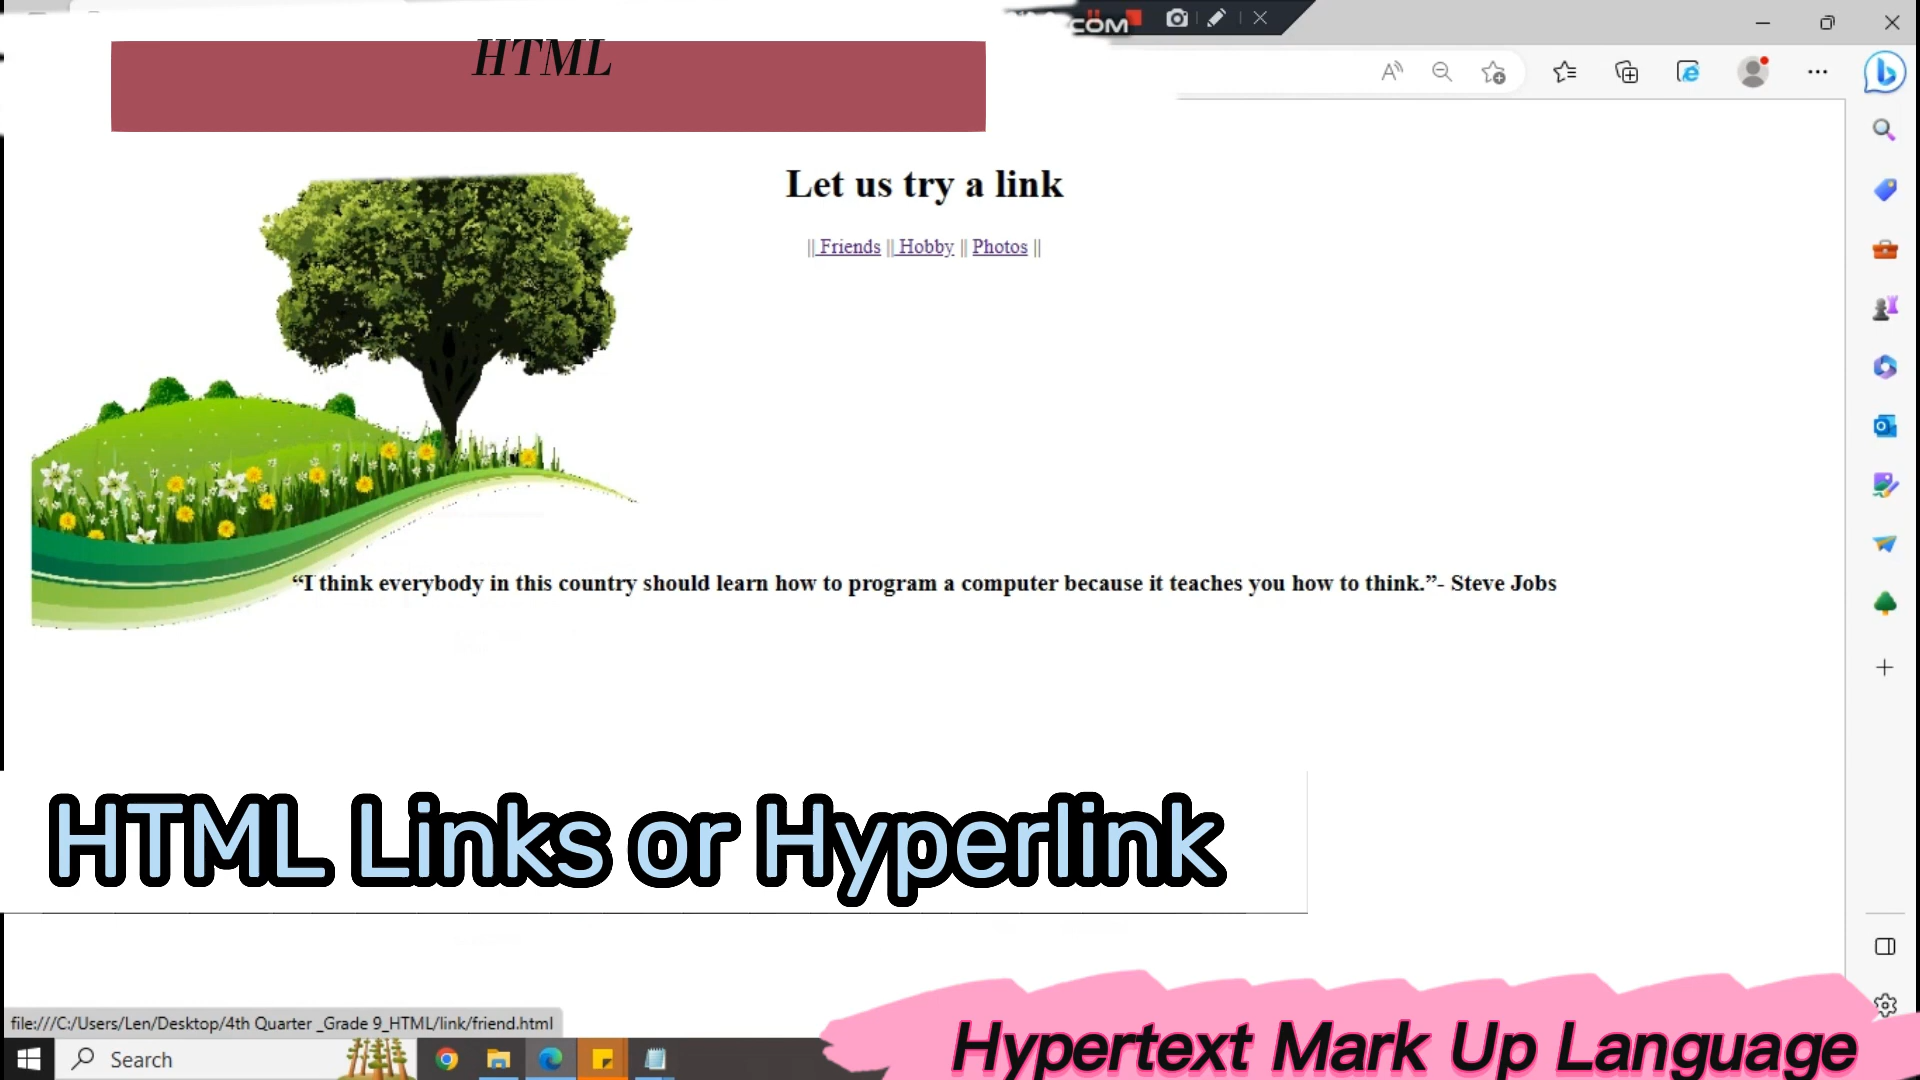 HTML
Let us try a link
|| Friends || Hobby || Photos ||
“I think everybody in this country should learn how to program a computer because it teaches you how to think.”- Steve Jobs
HTML Links or Hyperlink
file:///C:/Users/Len/Desktop/4th Quarter _Grade 9_HTML/link/friend.html
Search
Hypertext Mark Up Language